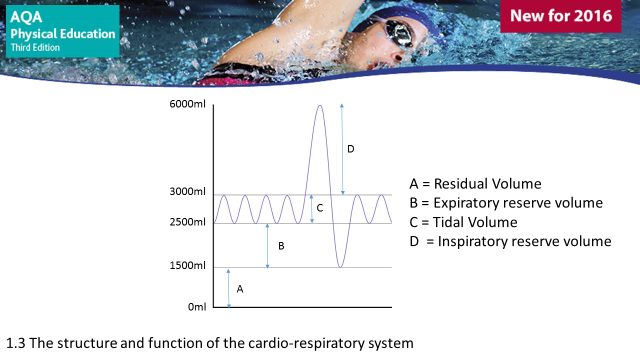 AQA
Physical Education
Third Edition
New for 2016
6000ml
D
3000ml
C
2500ml
B
1500ml
A
0ml
A = Residual Volume
B = Expiratory reserve volume
C = Tidal Volume
D = Inspiratory reserve volume
1.3 The structure and function of the cardio-respiratory system